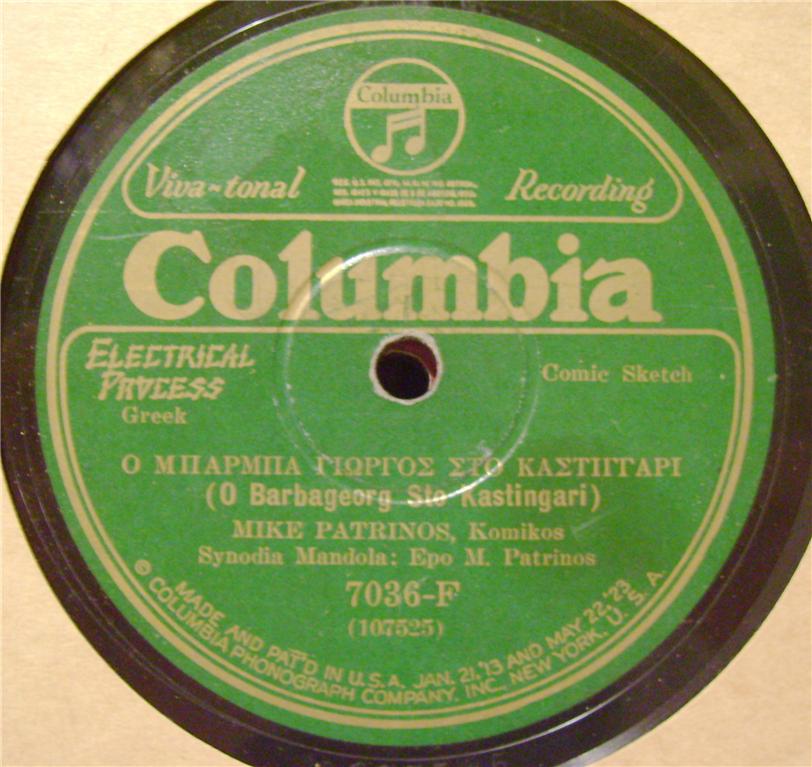 Columbia
Viva-tonal Recording
Columbia
ELECTRICAL
PROCESS
Greek
Comic Sketch
Ο ΜΠΑΡΜΠΑ ΓΙΩΡΓΟΣ ΣΤΟ ΚΑΣΤΙΓΓΑΡΙ
(O Barbageorg Sto Kastingari)
MIKE PATRINOS, Komikos
Synodia Mandola: Epo M. Patrinos
7036-F
(107525)
MADE AND PAT'D IN U.S.A. JAN. 21,'13 AND MAY 22,'23
© COLUMBIA PHONOGRAPH COMPANY, INC., NEW YORK, U. S. A.